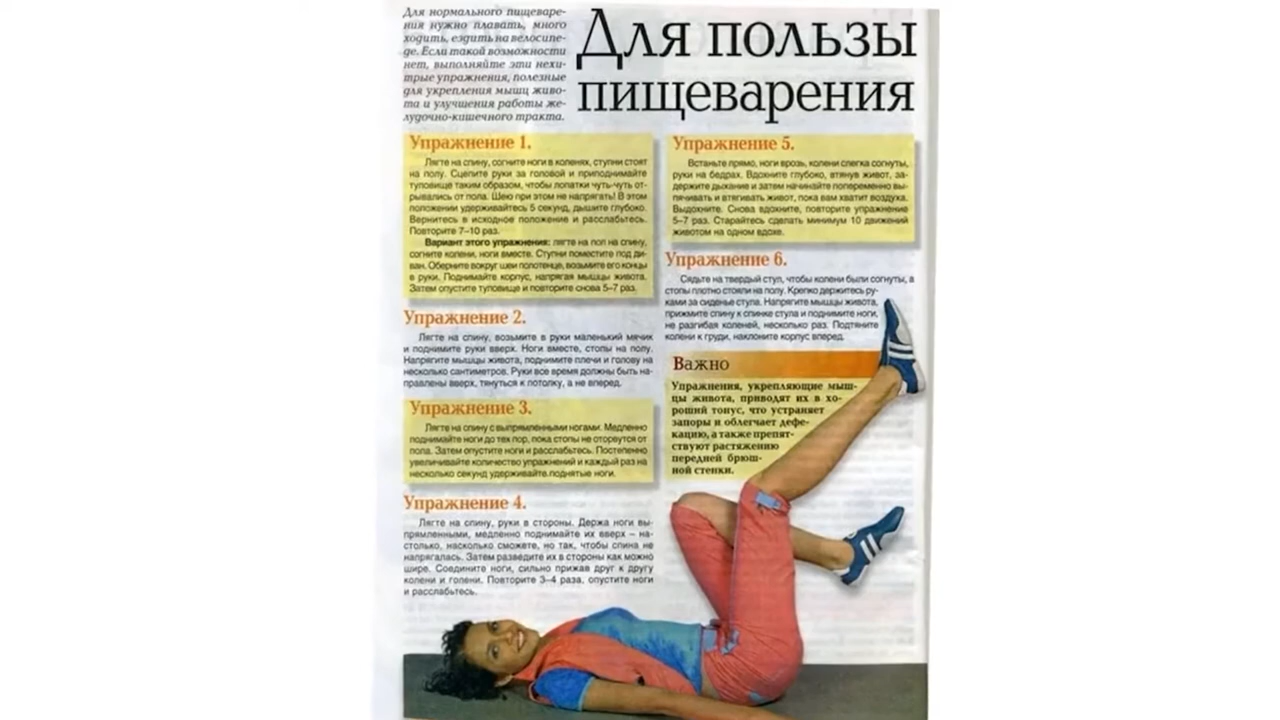 Для нормального пищеваре-
ния нужно плавать, много
ходить, ездить на велосипе-
де. Если такой возможности
нет, выполняйте эти нехи-
трые упражнения, полезные
для укрепления мышц живо-
та и улучшения работы же-
лудочно-кишечного тракта.
Для пользы
пищеварения
Упражнение 1.
Лягте на спину, согните ноги в коленях, ступни стоят
на полу. Сцепите руки за головой и приподнимайте
туловище таким образом, чтобы лопатки чуть-чуть от-
рывались от пола. Шею при этом не напрягать! В этом
положении удерживайтесь 5 секунд, дышите глубоко.
Вернитесь в исходное положение и расслабьтесь.
Повторите 7–10 раз.
Вариант этого упражнения: лягте на пол на спину,
согните колени, ноги вместе. Ступни поместите под ди-
ван. Оберните вокруг шеи полотенце, возьмите его концы
в руки. Поднимайте корпус, напрягая мышцы живота.
Затем опустите туловище и повторите снова 5–7 раз.
Упражнение 2.
Лягте на спину, возьмите в руки маленький мячик
и поднимите руки вверх. Ноги вместе, стопы на полу.
Напрягите мышцы живота, поднимите плечи и голову на
несколько сантиметров. Руки все время должны быть на-
правлены вверх, тянуться к потолку, а не вперед.
Упражнение 3.
Лягте на спину с выпрямленными ногами. Медленно
поднимайте ноги до тех пор, пока стопы не оторвутся от
пола. Затем опустите ноги и расслабьтесь. Постепенно
увеличивайте количество упражнений и каждый раз на
несколько секунд удерживайте поднятые ноги.
Упражнение 4.
Лягте на спину, руки в стороны. Держа ноги вы-
прямленными, медленно поднимайте их вверх – на-
столько, насколько сможете, но так, чтобы спина не
напрягалась. Затем разведите их в стороны как можно
шире. Соедините ноги, сильно прижав друг к другу
колени и голени. Повторите 3–4 раза, опустите ноги
и расслабьтесь.
Упражнение 5.
Встаньте прямо, ноги врозь, колени слегка согнуты,
руки на бедрах. Вдохните глубоко, втянув живот, за-
держите дыхание и затем начинайте попеременно вы-
пячивать и втягивать живот, пока вам хватит воздуха.
Выдохните. Снова вдохните, повторите упражнение
5–7 раз. Старайтесь сделать минимум 10 движений
животом на одном вдохе.
Упражнение 6.
Сядьте на твердый стул, чтобы колени были согнуты, а
стопы плотно стояли на полу. Крепко держитесь ру-
ками за сиденье стула. Напрягите мышцы живота,
прижмите спину к спинке стула и поднимите ноги,
не разгибая коленей, несколько раз. Подтяните
колени к груди, наклоните корпус вперед.
Важно
Упражнения, укрепляющие мыш-
цы живота, приводят их в хо-
роший тонус, что устраняет
запоры и облегчает дефе-
кацию, а также препят-
ствуют растяжению
передней брюш-
ной стенки.